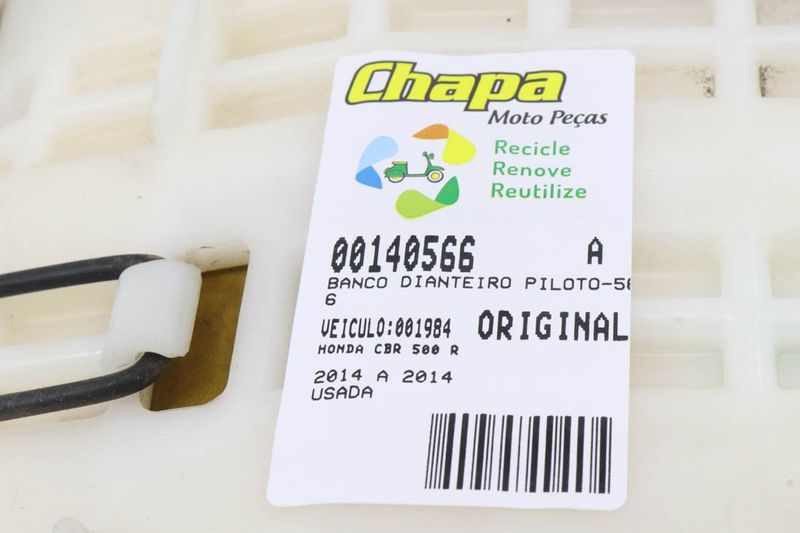 Chapa
Moto Peças
Recicle
Renove
Reutilize
00140566 A
BANCO DIANTEIRO PILOTO-
6
VEICULO:001984 ORIGINAL
HONDA CBR 500 R
2014 A 2014
USADA